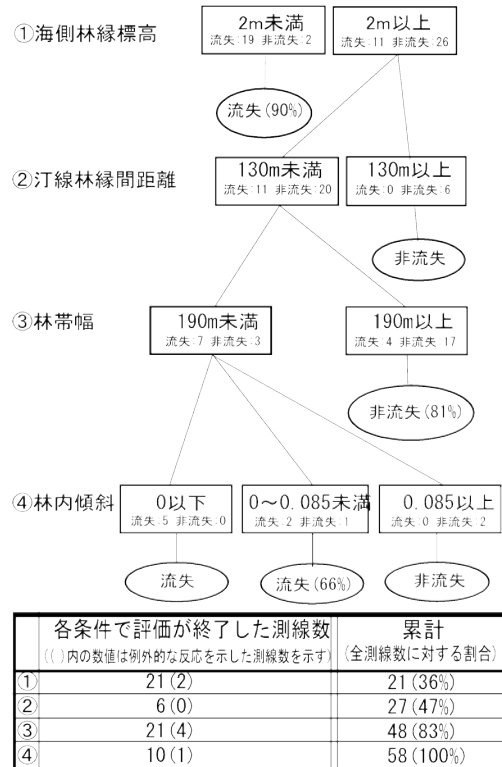 ①海側林縁標高
2m未満
流失:19 非流失:2
2m以上
流失:11 非流失:26
流失(90%)
②汀線林縁間距離
130m未満
流失:11 非流失:20
130m以上
流失:0 非流失:6
非流失
③林帯幅
190m未満
流失:7 非流失:3
190m以上
流失:4 非流失:17
非流失(81%)
④林内傾斜
0以下
流失:5 非流失:0
0～0.085未満
流失:2 非流失:1
0.085以上
流失:0 非流失:2
流失
流失(66%)
非流失
各条件で評価が終了した測線数
(( )内の数値は例外的な反応を示した測線数を示す)
累計
(全測線数に対する割合)
① 21(2) 21(36%)
② 6(0) 27(47%)
③ 21(4) 48(83%)
④ 10(1) 58(100%)